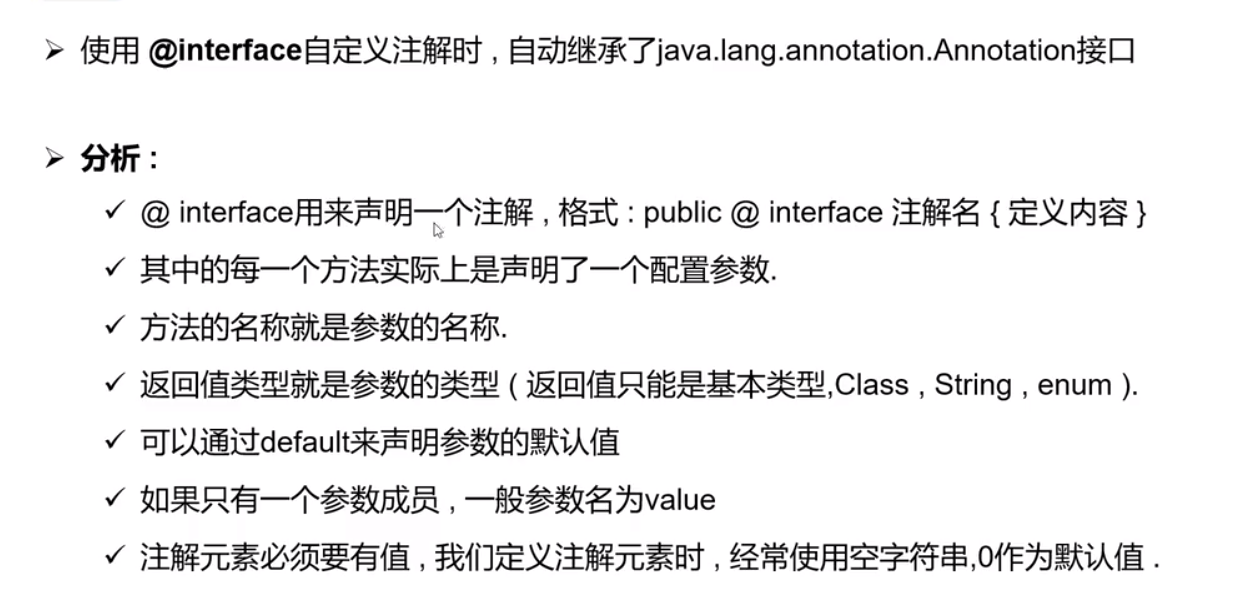 使用 @interface自定义注解时 , 自动继承了java.lang.annotation.Annotation接口
分析 :
@ interface用来声明一个注解 , 格式 : public @ interface 注解名 { 定义内容 }
其中的每一个方法实际上是声明了一个配置参数.
方法的名称就是参数的名称.
返回值类型就是参数的类型 ( 返回值只能是基本类型,Class , String , enum ).
可以通过default来声明参数的默认值
如果只有一个参数成员 , 一般参数名为value
注解元素必须要有值 , 我们定义注解元素时 , 经常使用空字符串,0作为默认值 .